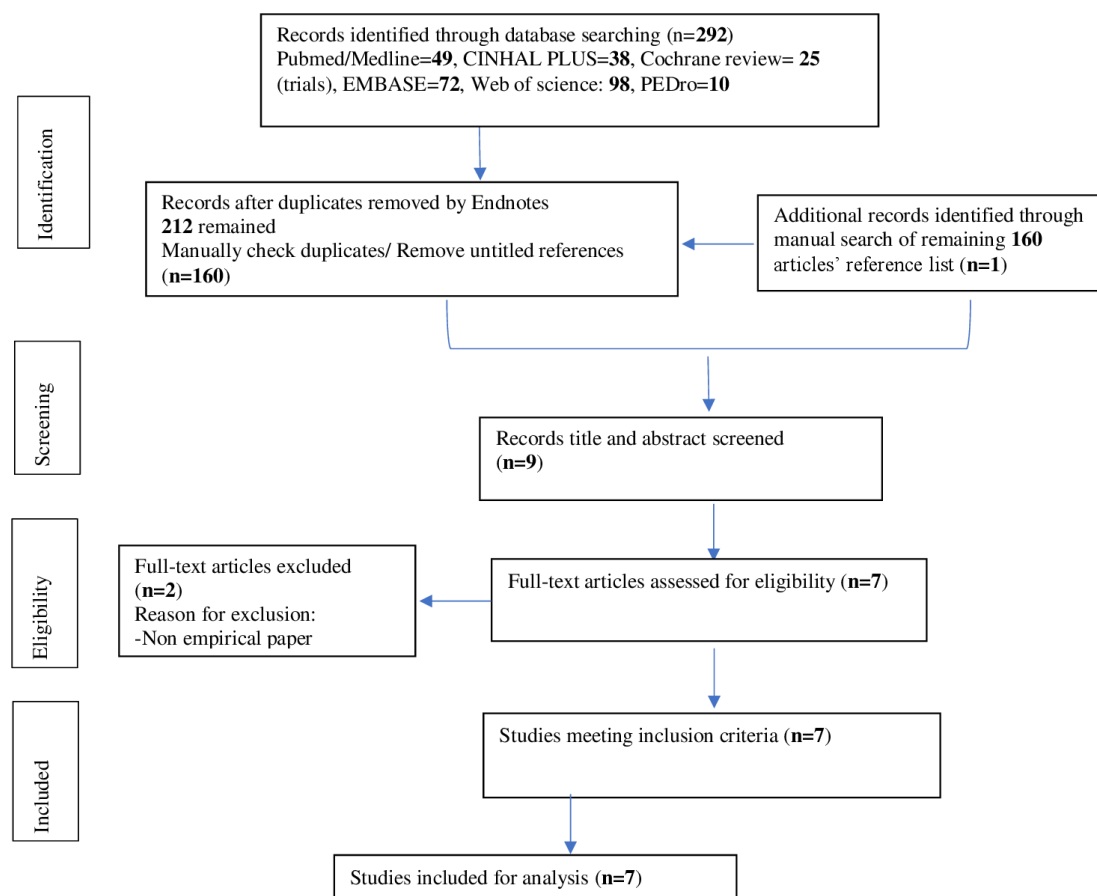 Records identified through database searching (n=292)
Pubmed/Medline=49, CINHAL PLUS=38, Cochrane review= 25
(trials), EMBASE=72, Web of science: 98, PEDro=10
Identification
Records after duplicates removed by Endnotes
212 remained
Manually check duplicates/ Remove untitled references
(n=160)
Additional records identified through
manual search of remaining 160
articles’ reference list (n=1)
Screening
Records title and abstract screened
(n=9)
Eligibility
Full-text articles excluded
(n=2)
Reason for exclusion:
-Non empirical paper
Full-text articles assessed for eligibility (n=7)
Included
Studies meeting inclusion criteria (n=7)
Studies included for analysis (n=7)